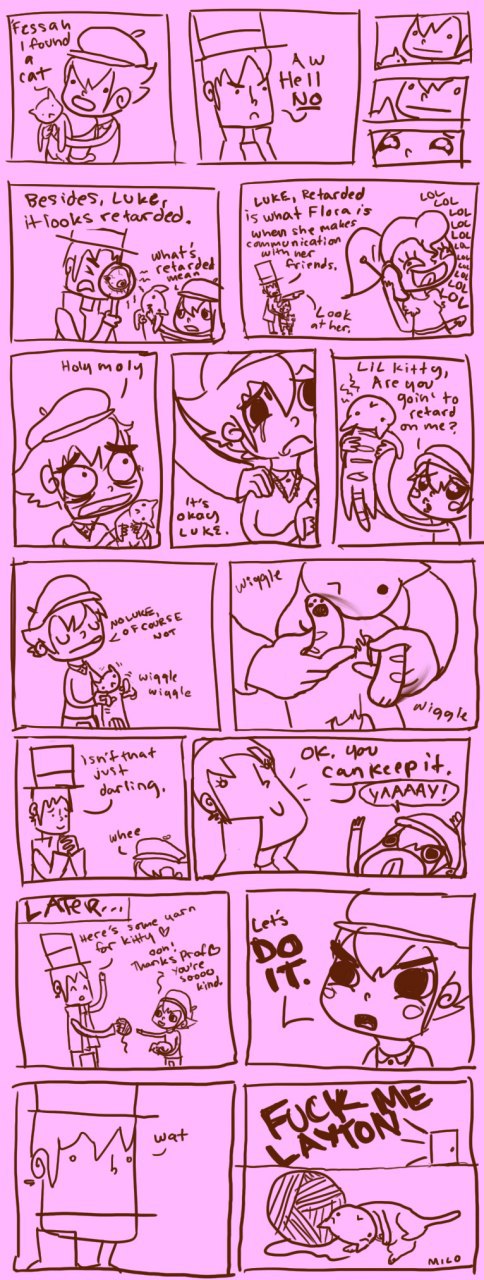 Fessah
I found
a
cat
Aw
Hell
No
Besides, Luke,
it looks retarded.
What's
retarded
mean
Luke, Retarded
is what Flora is
when she makes
communication
with her
friends.
Look
at her.
LOL
LOL
LOL
LOL
LOL
LOL
LOL
LOL
Holy moly
It's
okay
Luke.
Lil Kitty,
Are you
goin' to
retard
on me?
No Luke,
of course
not
wiggle
wiggle
wiggle
wiggle
Isn't that
just
darling.
whee
OK, you
can keep it.
YAAAAY!
LATER...
Here's some yarn
for kitty ♡
ooh!
Thanks Prof ♡
you're
soooo
kind.
Let's
DO
IT.
wat
FUCK ME
LAYTON
MILO